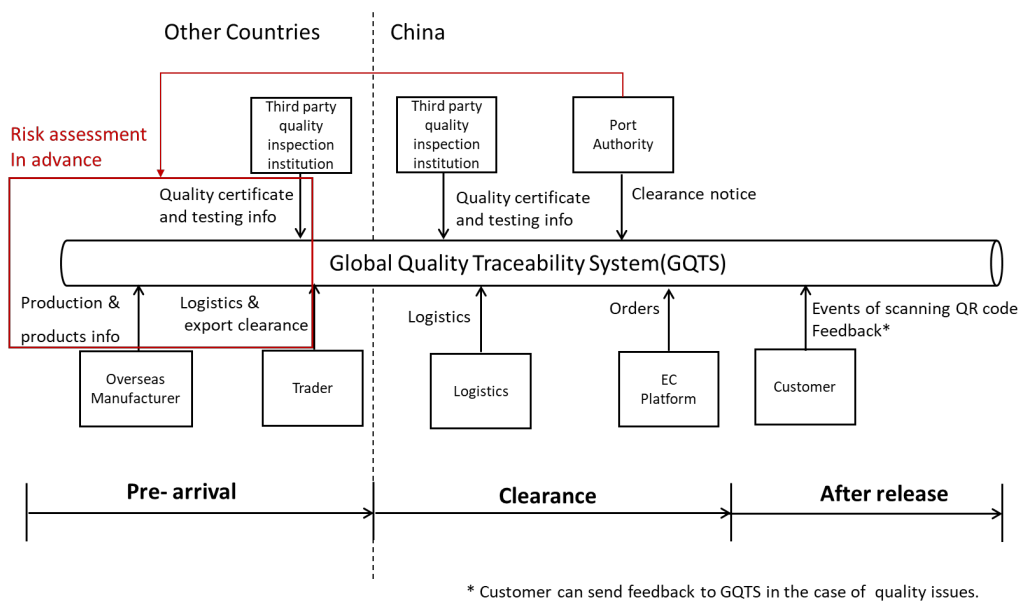 Other Countries
China
Third party
quality
inspection
institution
Third party
quality
inspection
institution
Port
Authority
Risk assessment
In advance
Quality certificate
and testing info
Quality certificate
and testing info
Clearance notice
Global Quality Traceability System(GQTS)
Production &
products info
Logistics &
export clearance
Logistics
Orders
Events of scanning QR code
Feedback*
Overseas
Manufacturer
Trader
Logistics
EC
Platform
Customer
Pre- arrival
Clearance
After release
* Customer can send feedback to GQTS in the case of  quality issues.